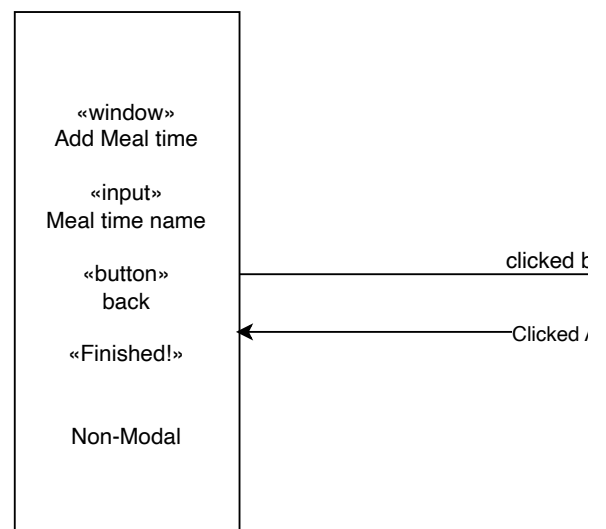 «window»
Add Meal time
«input»
Meal time name
«button»
back
«Finished!»
Non-Modal
clicked
Clicked